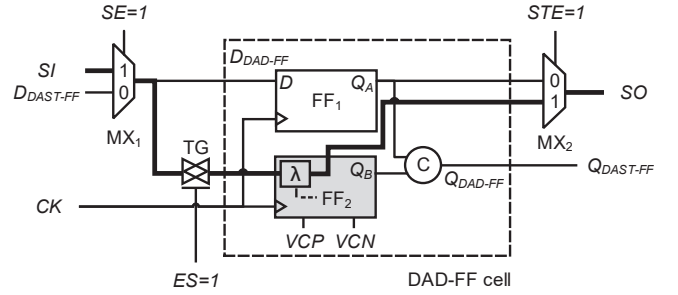 SE=1
STE=1
SI
1
D_DAST-FF
0
MX_1
D_DAD-FF
D
Q_A
FF_1
0
1
SO
MX_2
TG
λ
Q_B
FF_2
C
Q_DAD-FF
Q_DAST-FF
CK
VCP VCN
ES=1
DAD-FF cell